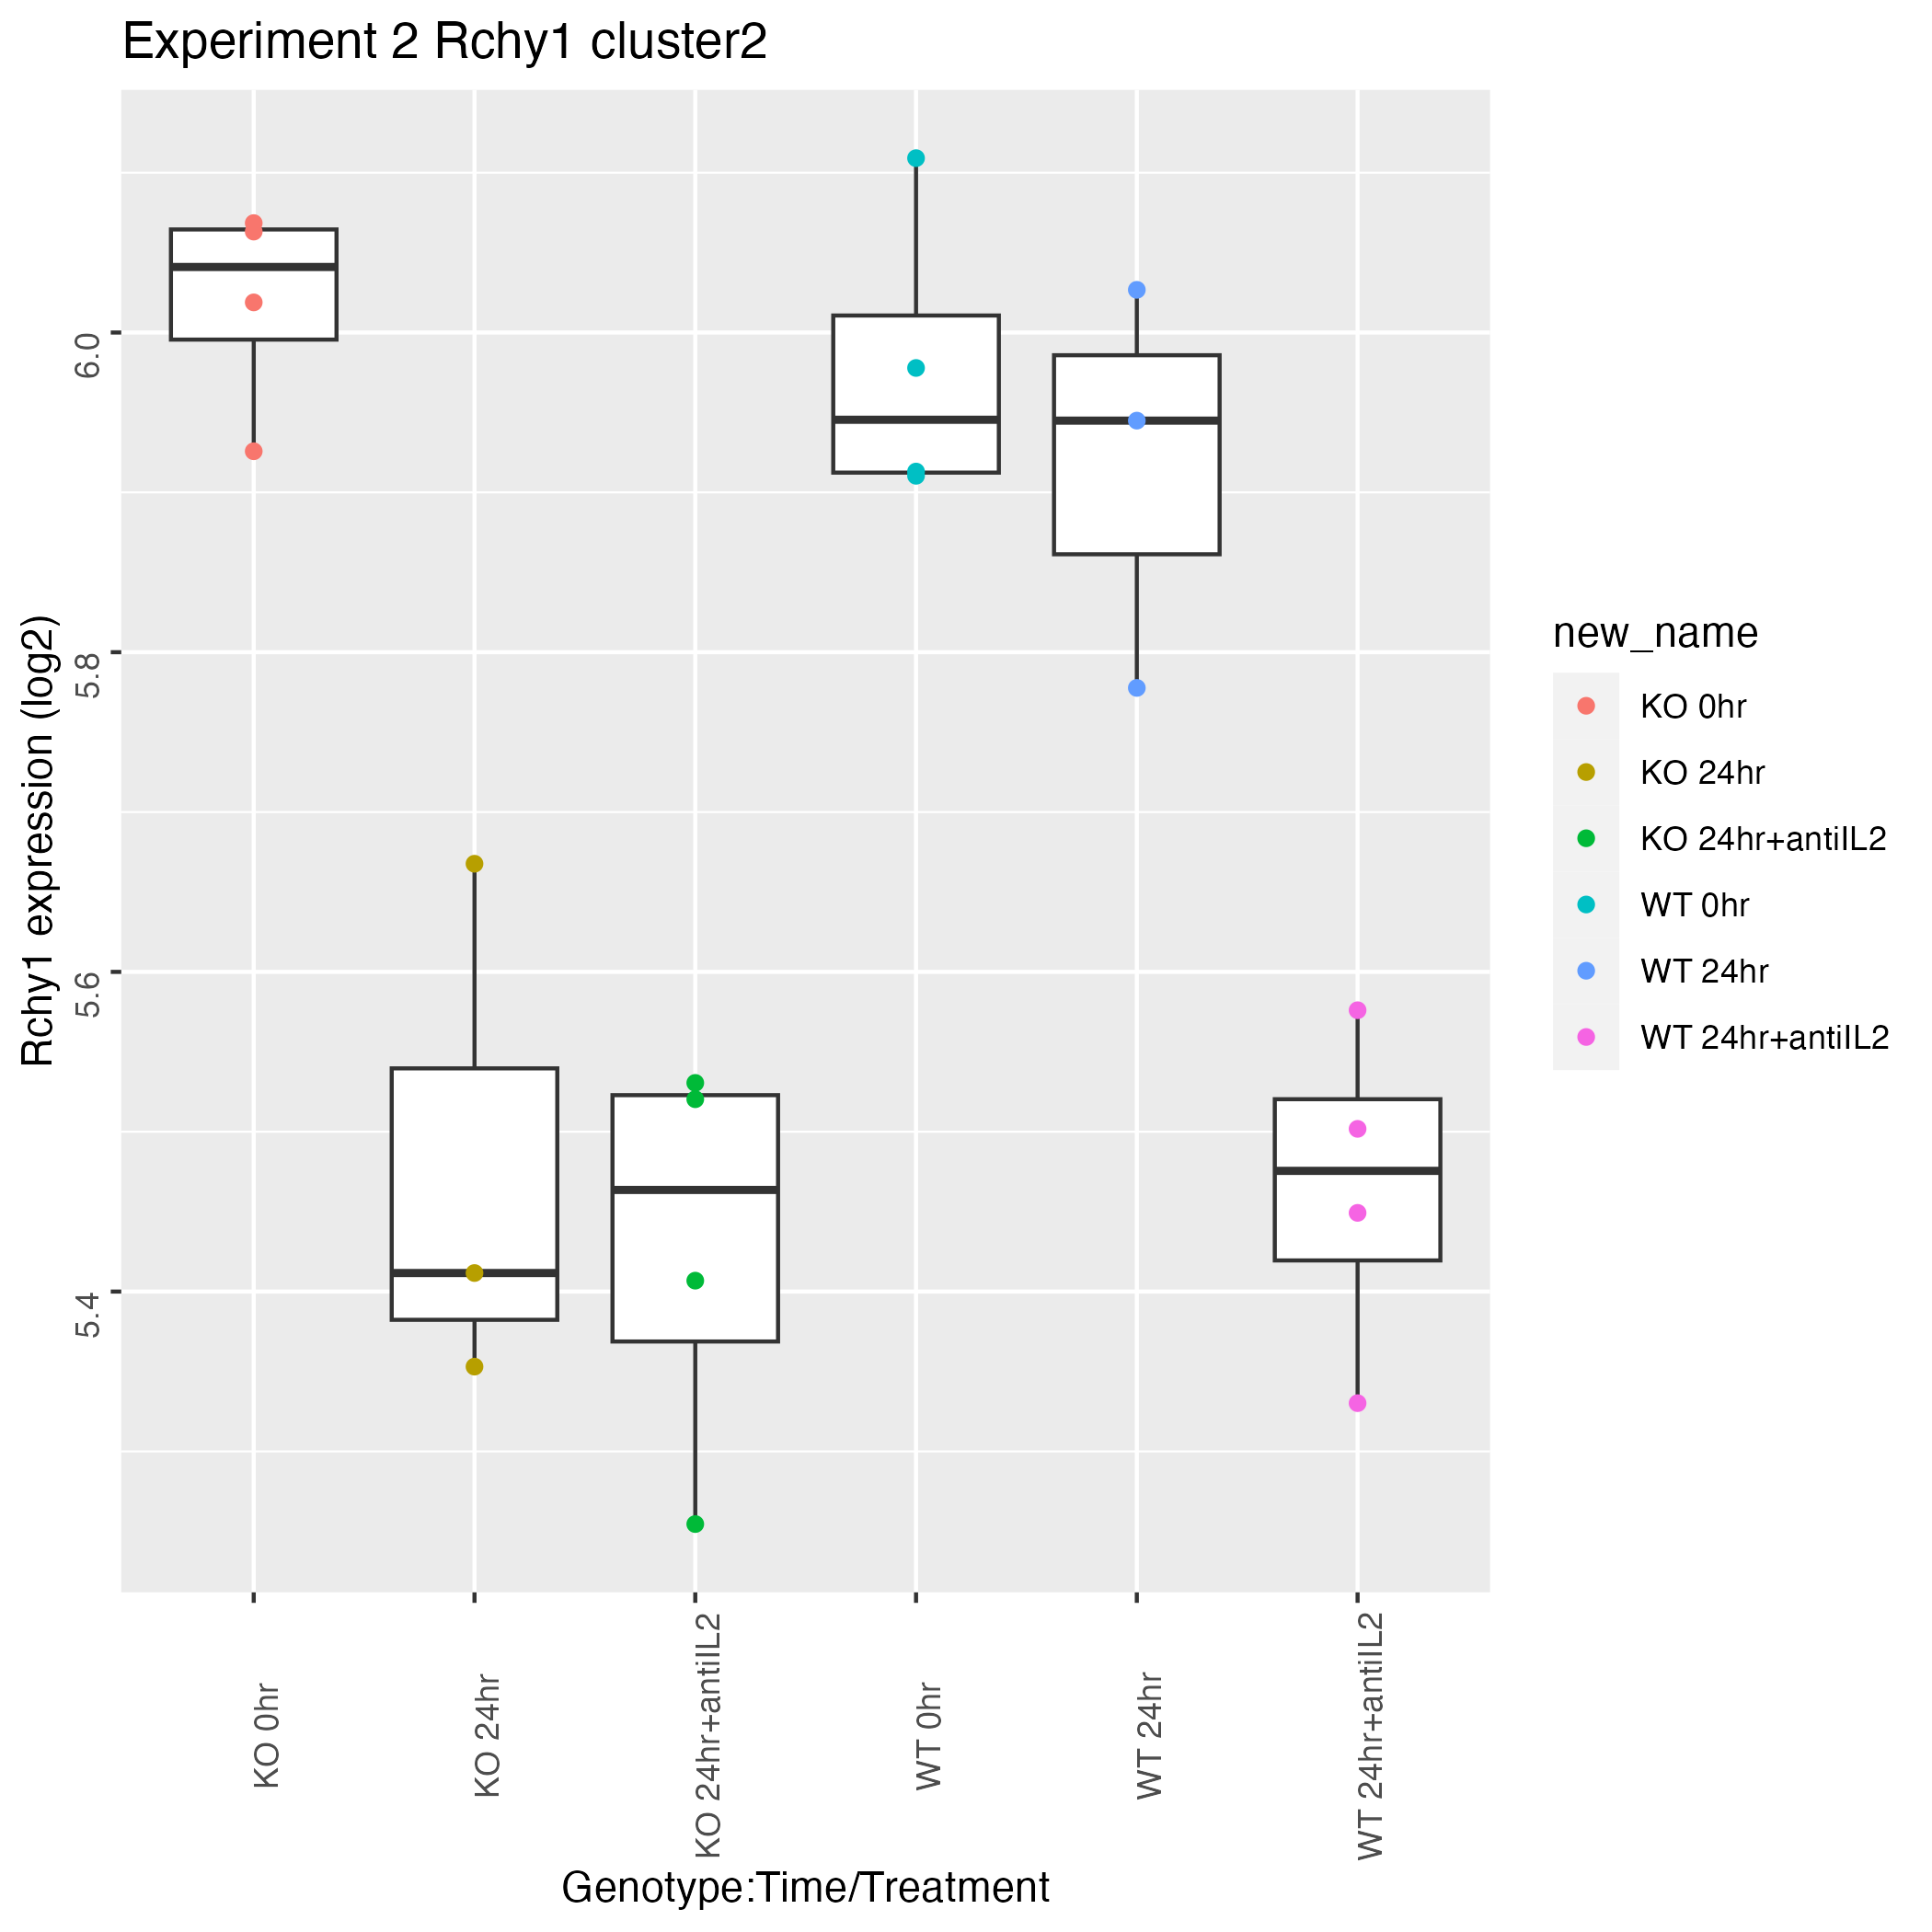 Experiment 2 Rchy1 cluster2
Rchy1 expression (log2)
6.0
5.8
5.6
5.4
KO 0hr
KO 24hr
KO 24hr+antiIL2
WT 0hr
WT 24hr
WT 24hr+antiIL2
Genotype:Time/Treatment
new_name
KO 0hr
KO 24hr
KO 24hr+antiIL2
WT 0hr
WT 24hr
WT 24hr+antiIL2